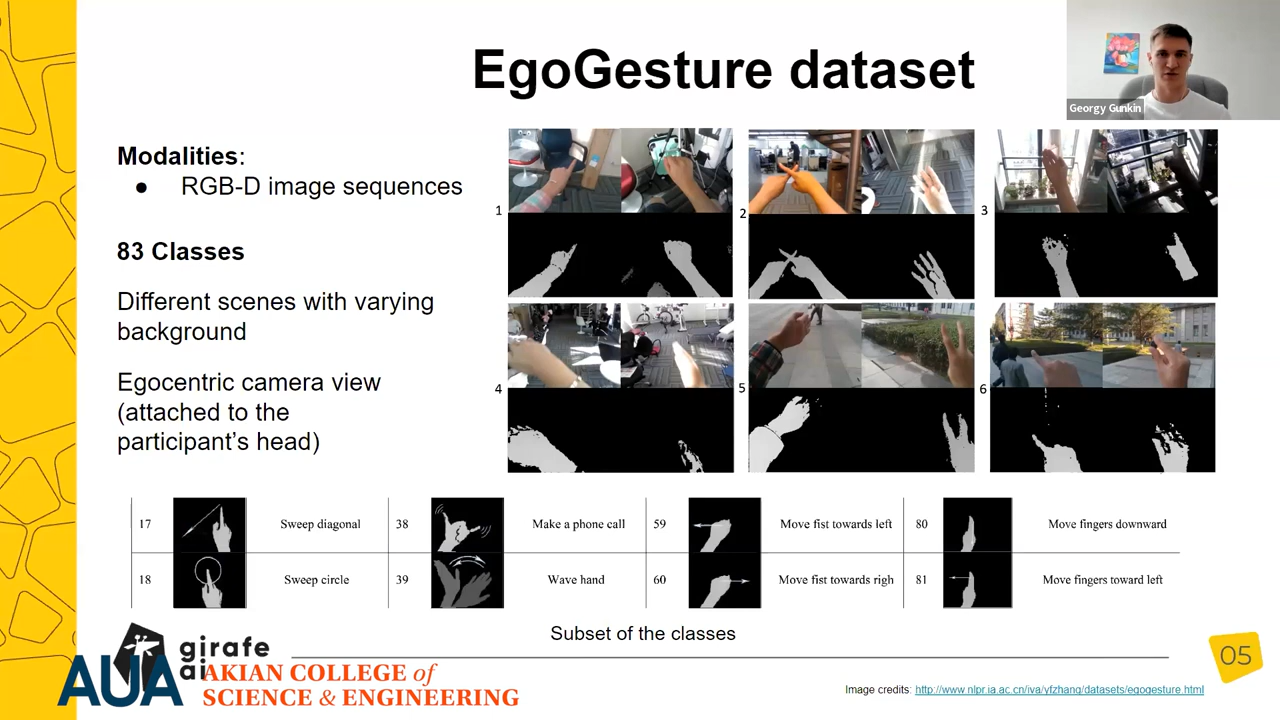 EgoGesture dataset
Georgy Gunkin
Modalities:
● RGB-D image sequences
83 Classes
Different scenes with varying
background
Egocentric camera view
(attached to the
participant's head)
1
2
3
4
5
6
17 Sweep diagonal 38 Make a phone call 59 Move fist towards left 80 Move fingers downward
18 Sweep circle 39 Wave hand 60 Move fist towards righ 81 Move fingers toward left
Subset of the classes
girafe
ai
AUA
AKIAN COLLEGE of
SCIENCE & ENGINEERING
05
Image credits: http://www.nlpr.ia.ac.cn/iva/yfzhang/datasets/egogesture.html